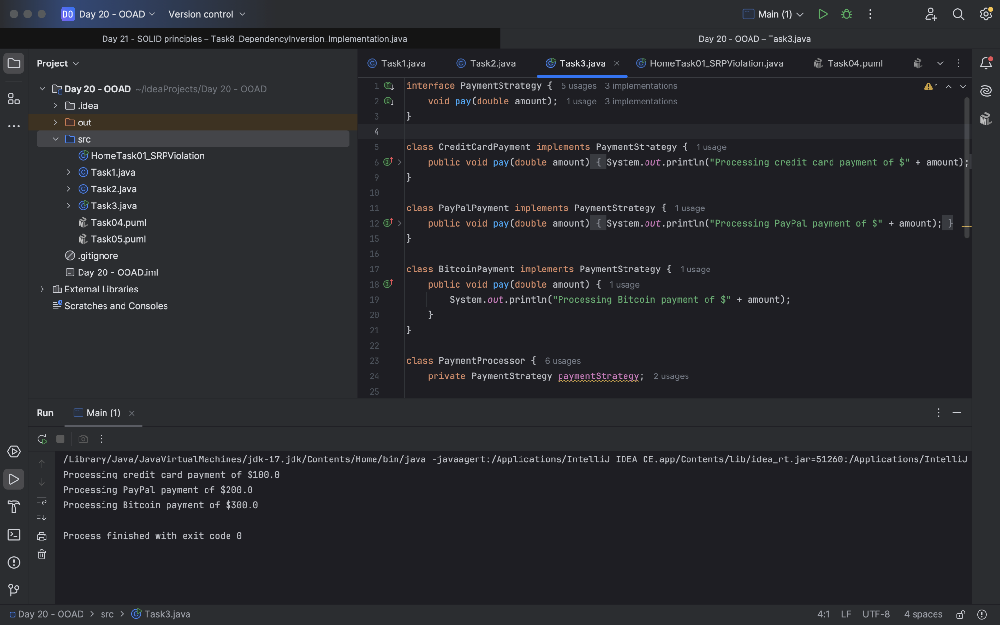 DO Day 20 - OOAD Version control Main (1)
Day 21 - SOLID principles – Task8_DependencyInversion_Implementation.java Day 20 - OOAD – Task3.java
Project
Day 20 - OOAD ~/IdeaProjects/Day 20 - OOAD
.idea
out
src
HomeTask01_SRPViolation
Task1.java
Task2.java
Task3.java
Task04.puml
Task05.puml
.gitignore
Day 20 - OOAD.iml
External Libraries
Scratches and Consoles
Task1.java Task2.java Task3.java HomeTask01_SRPViolation.java Task04.puml
1 interface PaymentStrategy { 5 usages 3 implementations 1
2 void pay(double amount); 1 usage 3 implementations
3 }
4
5 class CreditCardPayment implements PaymentStrategy { 1 usage
6 public void pay(double amount) { System.out.println("Processing credit card payment of $" + amount);
9 }
10
11 class PayPalPayment implements PaymentStrategy { 1 usage
12 public void pay(double amount) { System.out.println("Processing PayPal payment of $" + amount); }
15 }
16
17 class BitcoinPayment implements PaymentStrategy { 1 usage
18 public void pay(double amount) { 1 usage
19 System.out.println("Processing Bitcoin payment of $" + amount);
20 }
21 }
22
23 class PaymentProcessor { 6 usages
24 private PaymentStrategy paymentStrategy; 2 usages
25
Run Main (1)
/Library/Java/JavaVirtualMachines/jdk-17.jdk/Contents/Home/bin/java -javaagent:/Applications/IntelliJ IDEA CE.app/Contents/lib/idea_rt.jar=51260:/Applications/IntelliJ
Processing credit card payment of $100.0
Processing PayPal payment of $200.0
Processing Bitcoin payment of $300.0
Process finished with exit code 0
Day 20 - OOAD > src > Task3.java 4:1 LF UTF-8 4 spaces